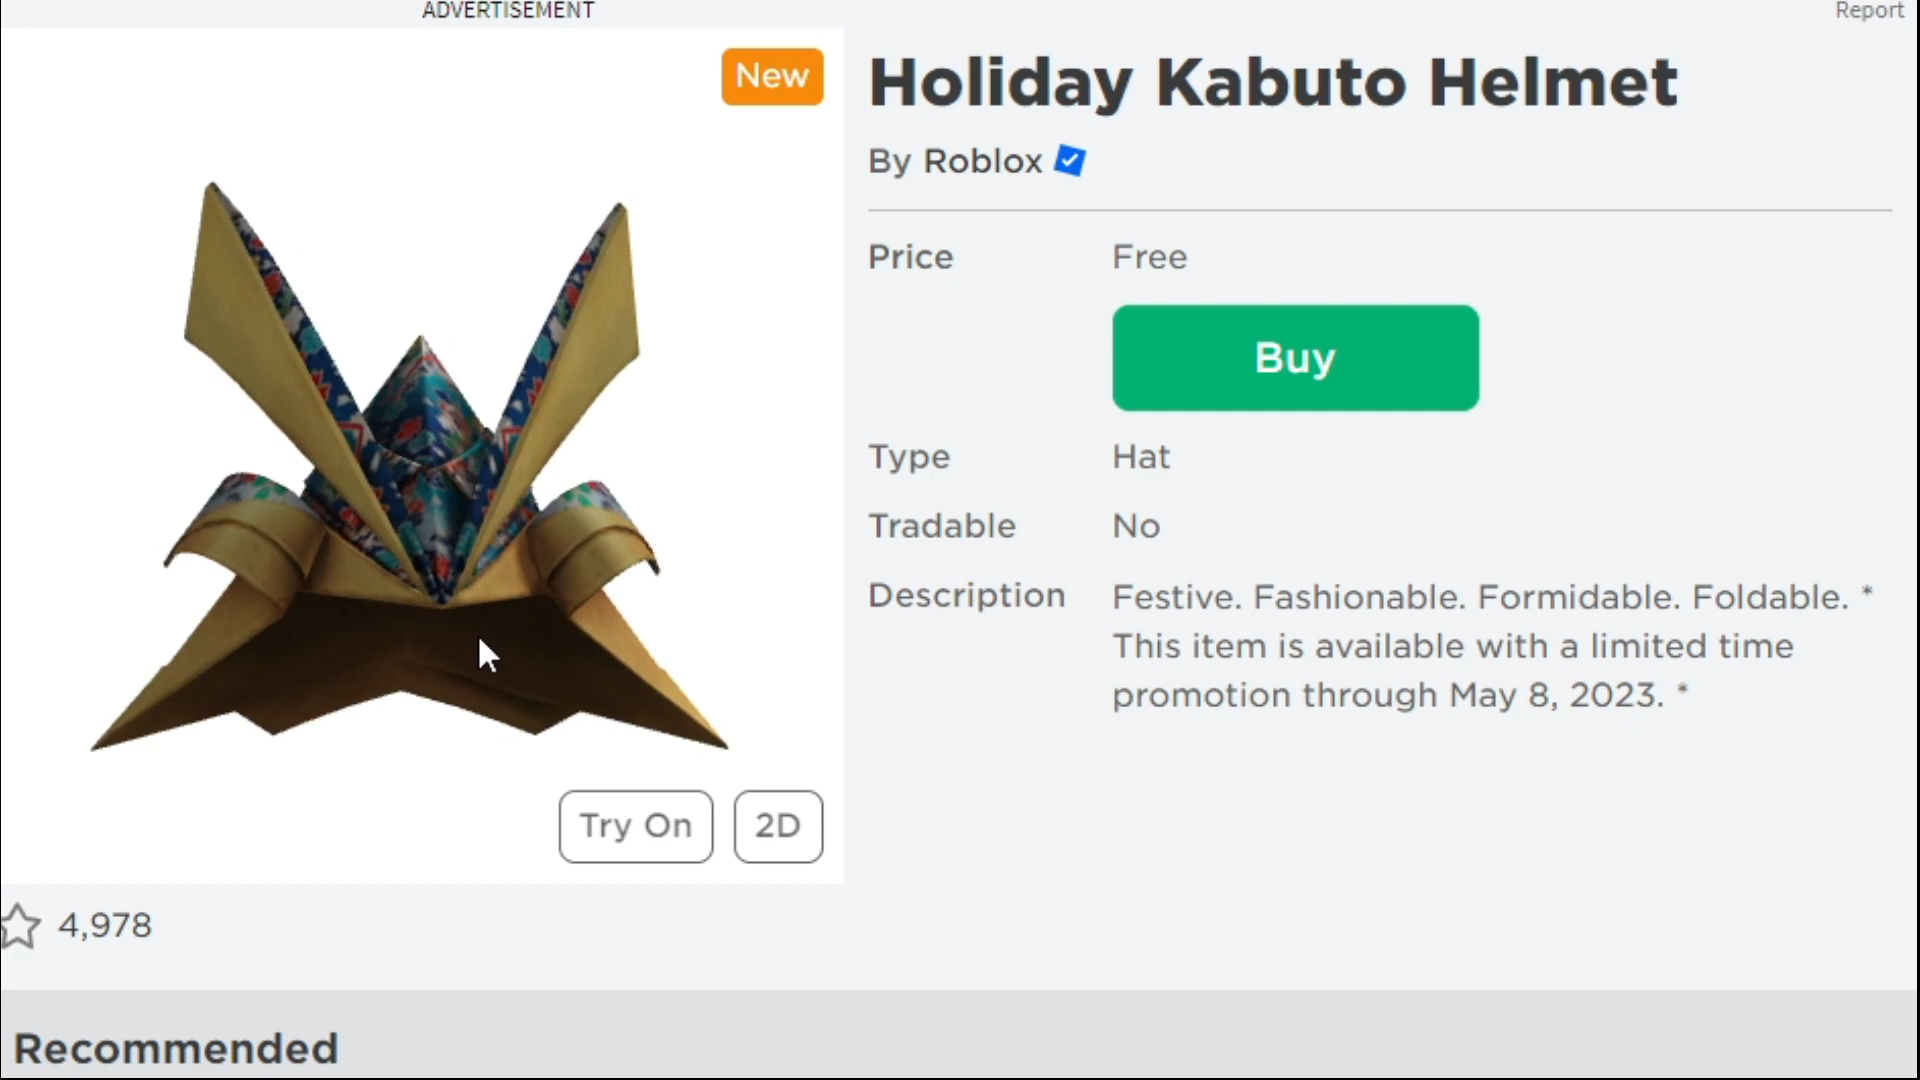 ADVERTISEMENT
Report
New
Holiday Kabuto Helmet
By Roblox
Price Free
Buy
Type Hat
Tradable No
Description Festive. Fashionable. Formidable. Foldable. *
This item is available with a limited time
promotion through May 8, 2023. *
Try On 2D
4,978
Recommended